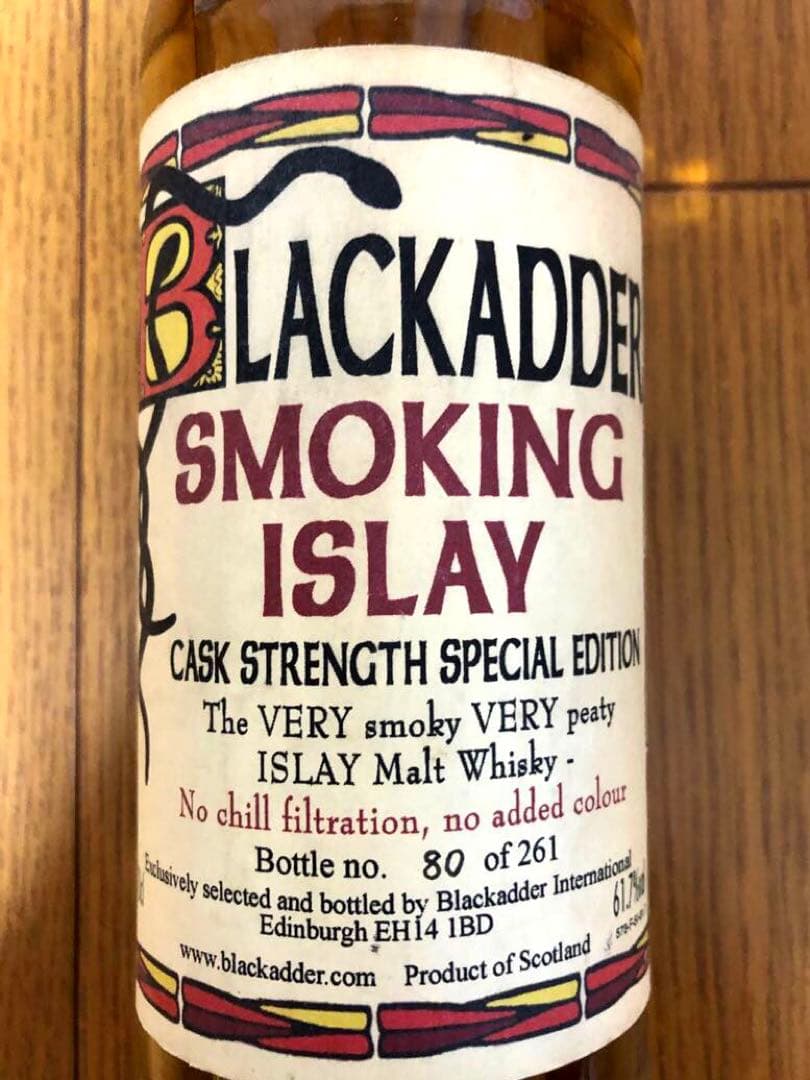 BLACKADDER
SMOKING
ISLAY
CASK STRENGTH SPECIAL EDITION
The VERY smoky VERY peaty
ISLAY Malt Whisky -
No chill filtration, no added colour
Bottle no. 80 of 261
Exclusively selected and bottled by Blackadder International
Edinburgh EH14 1BD
61.7%
www.blackadder.com Product of Scotland